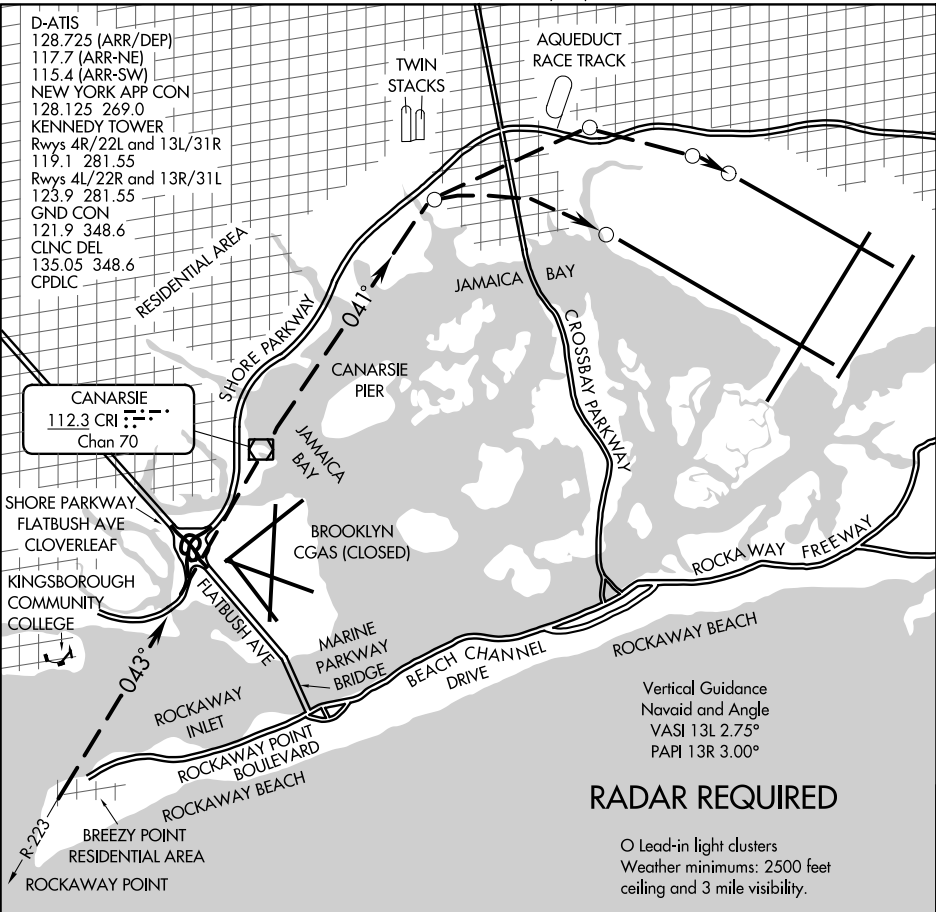 D-ATIS
128.725 (ARR/DEP)
117.7 (ARR-NE)
115.4 (ARR-SW)
NEW YORK APP CON
128.125 269.0
KENNEDY TOWER
Rwys 4R/22L and 13L/31R
119.1 281.55
Rwys 4L/22R and 13R/31L
123.9 281.55
GND CON
121.9 348.6
CLNC DEL
135.05 348.6
CPDLC
TWIN
STACKS
AQUEDUCT
RACE TRACK
RESIDENTIAL AREA
SHORE PARKWAY
041°
JAMAICA BAY
CROSSBAY PARKWAY
CANARSIE
PIER
CANARSIE
112.3 CRI
Chan 70
JAMAICA
BAY
SHORE PARKWAY
FLATBUSH AVE
CLOVERLEAF
BROOKLYN
CGAS (CLOSED)
KINGSBOROUGH
COMMUNITY
COLLEGE
FLATBUSH AVE
043°
MARINE
PARKWAY
BRIDGE
BEACH CHANNEL
DRIVE
ROCKAWAY FREEWAY
ROCKAWAY BEACH
ROCKAWAY
INLET
ROCKAWAY POINT
BOULEVARD
ROCKAWAY BEACH
R-223
BREEZY POINT
RESIDENTIAL AREA
ROCKAWAY POINT
Vertical Guidance
Navaid and Angle
VASI 13L 2.75°
PAPI 13R 3.00°
RADAR REQUIRED
O Lead-in light clusters
Weather minimums: 2500 feet
ceiling and 3 mile visibility.